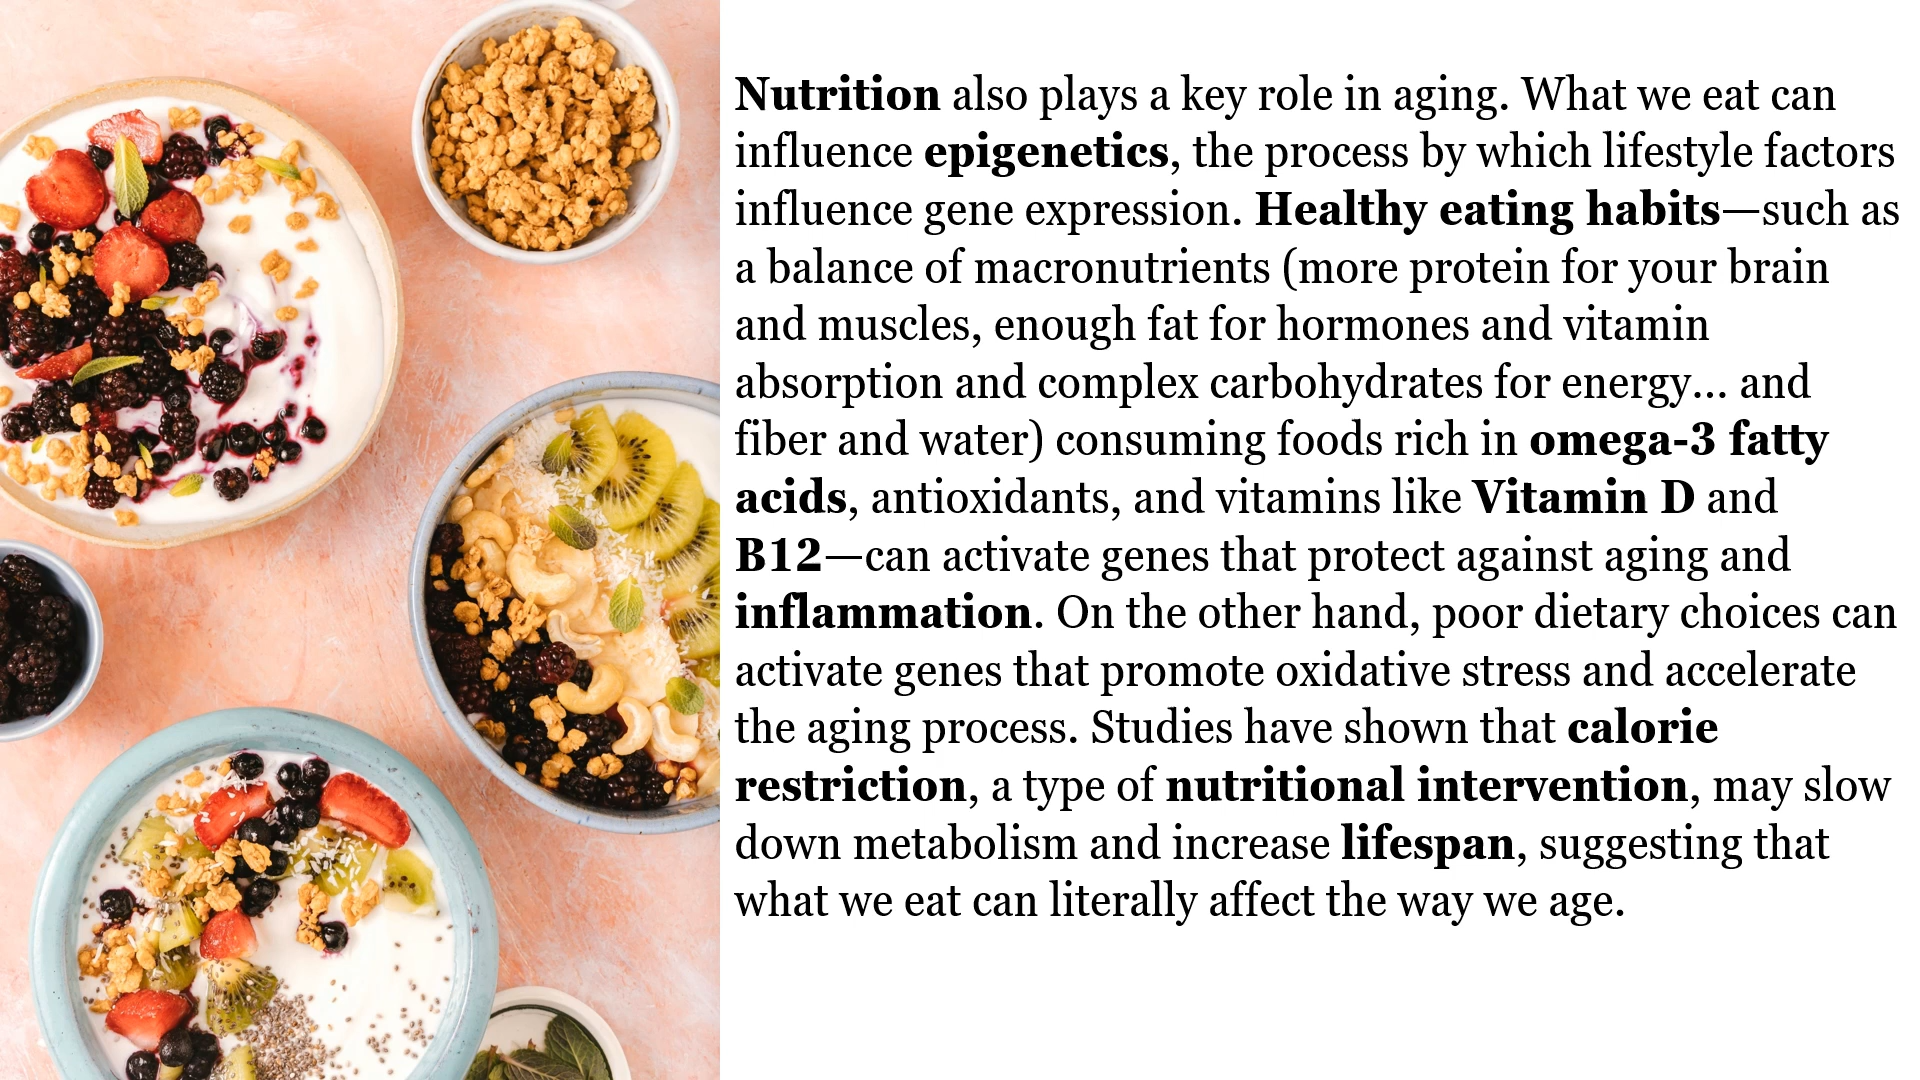 Nutrition also plays a key role in aging. What we eat can
influence epigenetics, the process by which lifestyle factors
influence gene expression. Healthy eating habits—such as
a balance of macronutrients (more protein for your brain
and muscles, enough fat for hormones and vitamin
absorption and complex carbohydrates for energy... and
fiber and water) consuming foods rich in omega-3 fatty
acids, antioxidants, and vitamins like Vitamin D and
B12—can activate genes that protect against aging and
inflammation. On the other hand, poor dietary choices can
activate genes that promote oxidative stress and accelerate
the aging process. Studies have shown that calorie
restriction, a type of nutritional intervention, may slow
down metabolism and increase lifespan, suggesting that
what we eat can literally affect the way we age.